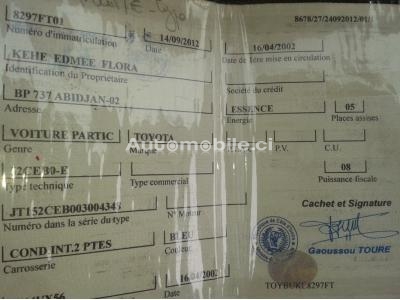 8297FT01
14/09/2012
8678/27/24092012/01/
Numéro d'immatriculation
Date
16/04/2002
KEHE EDMEE FLORA
Date de 1ère mise en circulation
Identification du Propriétaire
BP 737 ABIDJAN-02
Société du crédit
Adresse
ESSENCE
05
Energie
Places assises
VOITURE PARTIC
TOYOTA
Automobile.ci
Genre
Marque
P.V.
C.U.
08
Type technique
Type commercial
Puissance fiscale
Cachet et Signature
Numéro dans la série du type
N° Moteur
COND INT.2 PTES
BLEU
Carrosserie
Couleur
Gaoussou TOURE
16/04/2002